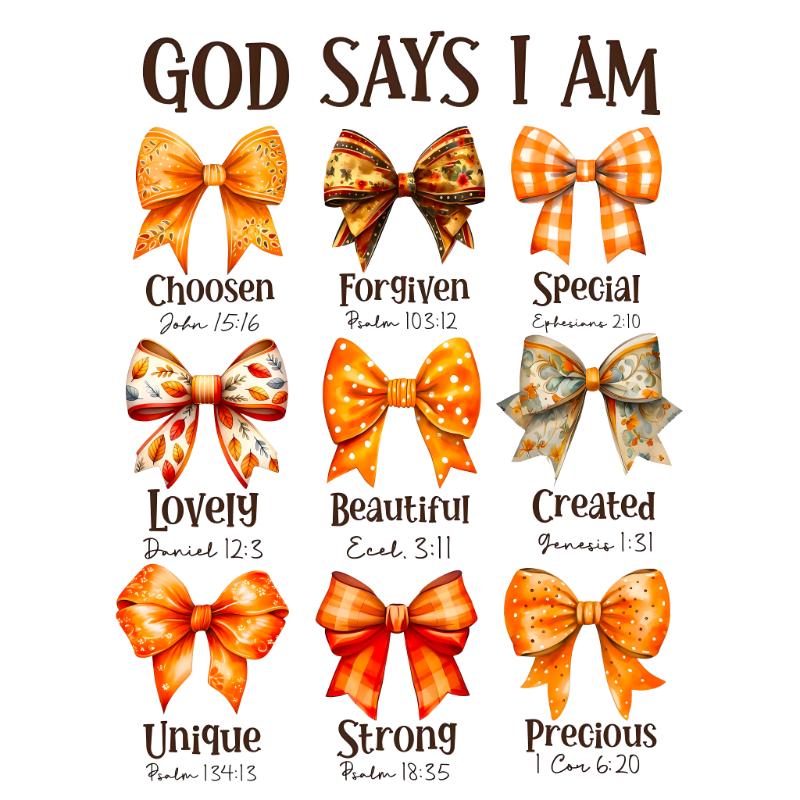 GOD SAYS I AM
Choosen Forgiven Special
John 15:16 Psalm 103:12 Ephesians 2:10
Lovely Beautiful Created
Daniel 12:3 Ecel. 3:11 Genesis 1:31
Unique Strong Precious
Psalm 134:13 Psalm 18:35 1 Cor 6:20